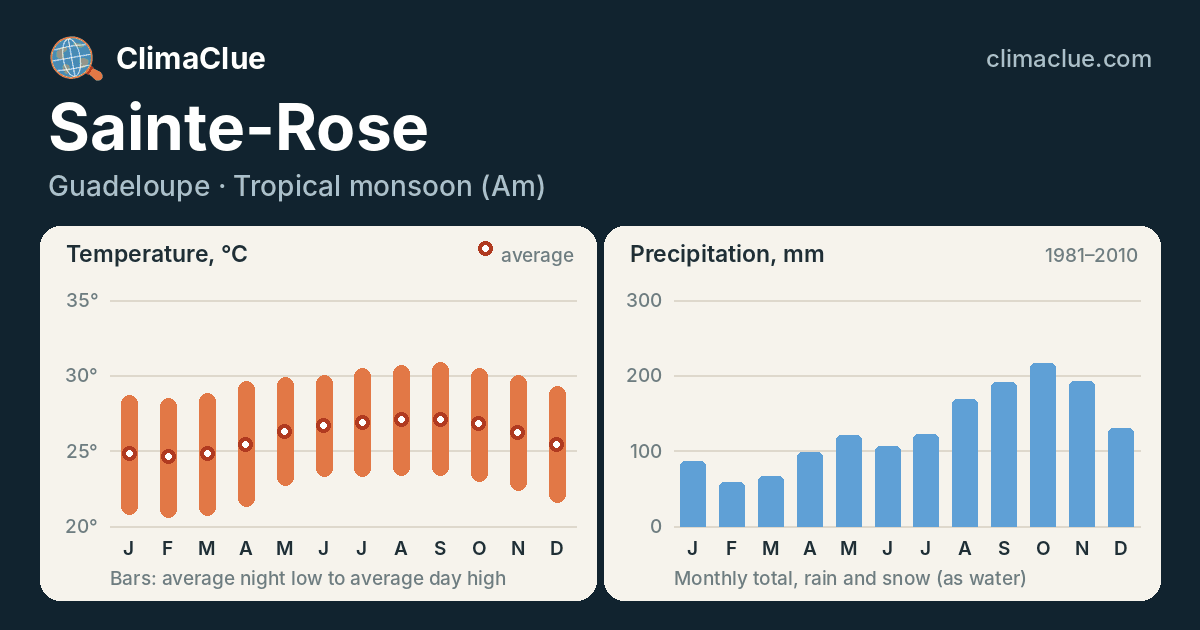 ClimaClue
climaclue.com
Sainte-Rose
Guadeloupe · Tropical monsoon (Am)
Temperature, °C
average
35°
30°
25°
20°
J F M A M J J A S O N D
Bars: average night low to average day high
Precipitation, mm
1981–2010
300
200
100
0
J F M A M J J A S O N D
Monthly total, rain and snow (as water)